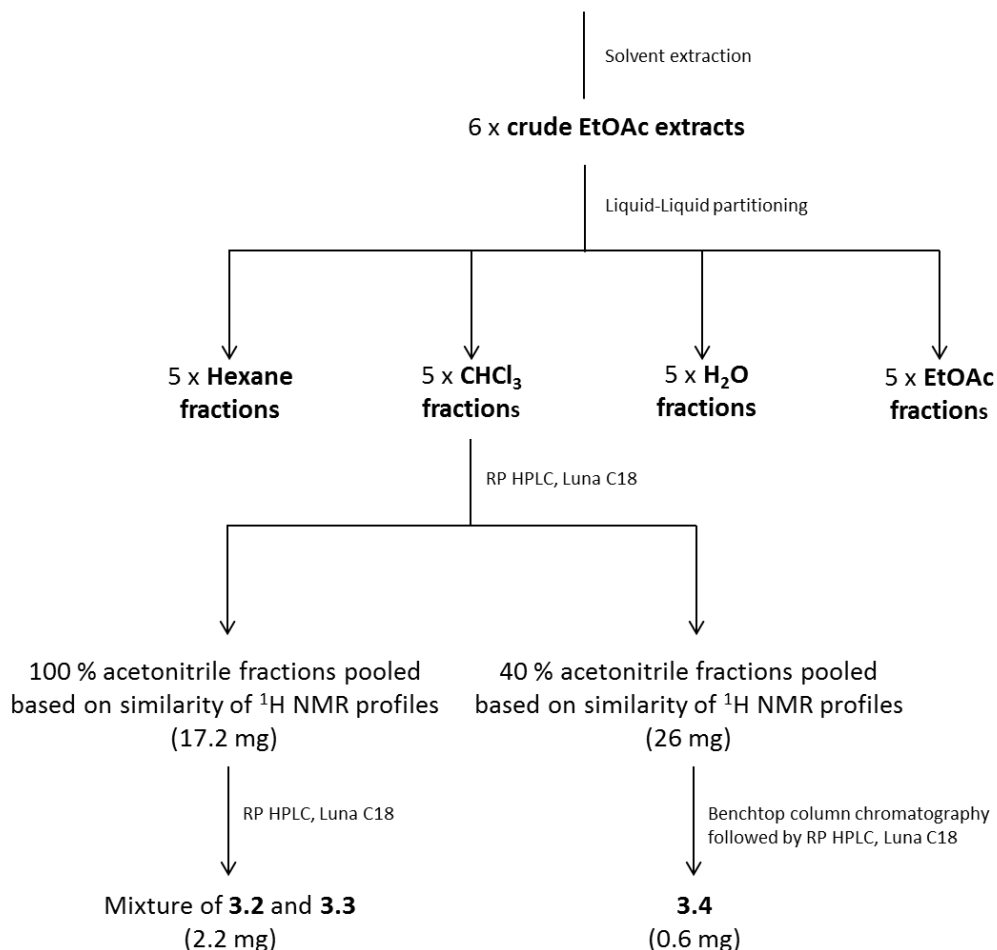 Solvent extraction
6 x crude EtOAc extracts
Liquid-Liquid partitioning
5 x Hexane
fractions
5 x CHCl₃
fractions
5 x H₂O
fractions
5 x EtOAc
fractions
RP HPLC, Luna C18
100 % acetonitrile fractions pooled
based on similarity of ¹H NMR profiles
(17.2 mg)
40 % acetonitrile fractions pooled
based on similarity of ¹H NMR profiles
(26 mg)
RP HPLC, Luna C18
Benchtop column chromatography
followed by RP HPLC, Luna C18
Mixture of 3.2 and 3.3
(2.2 mg)
3.4
(0.6 mg)